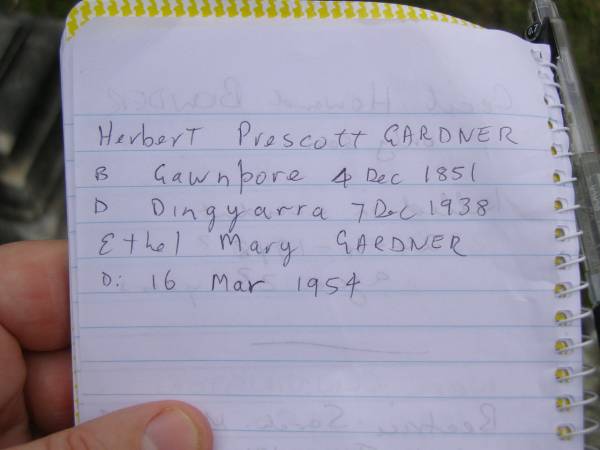 Herbert Prescott GARDNER
B Gawnpore 4 Dec 1851
D Dingyarra 7 Dec 1938
Ethel Mary GARDNER
D: 16 Mar 1954